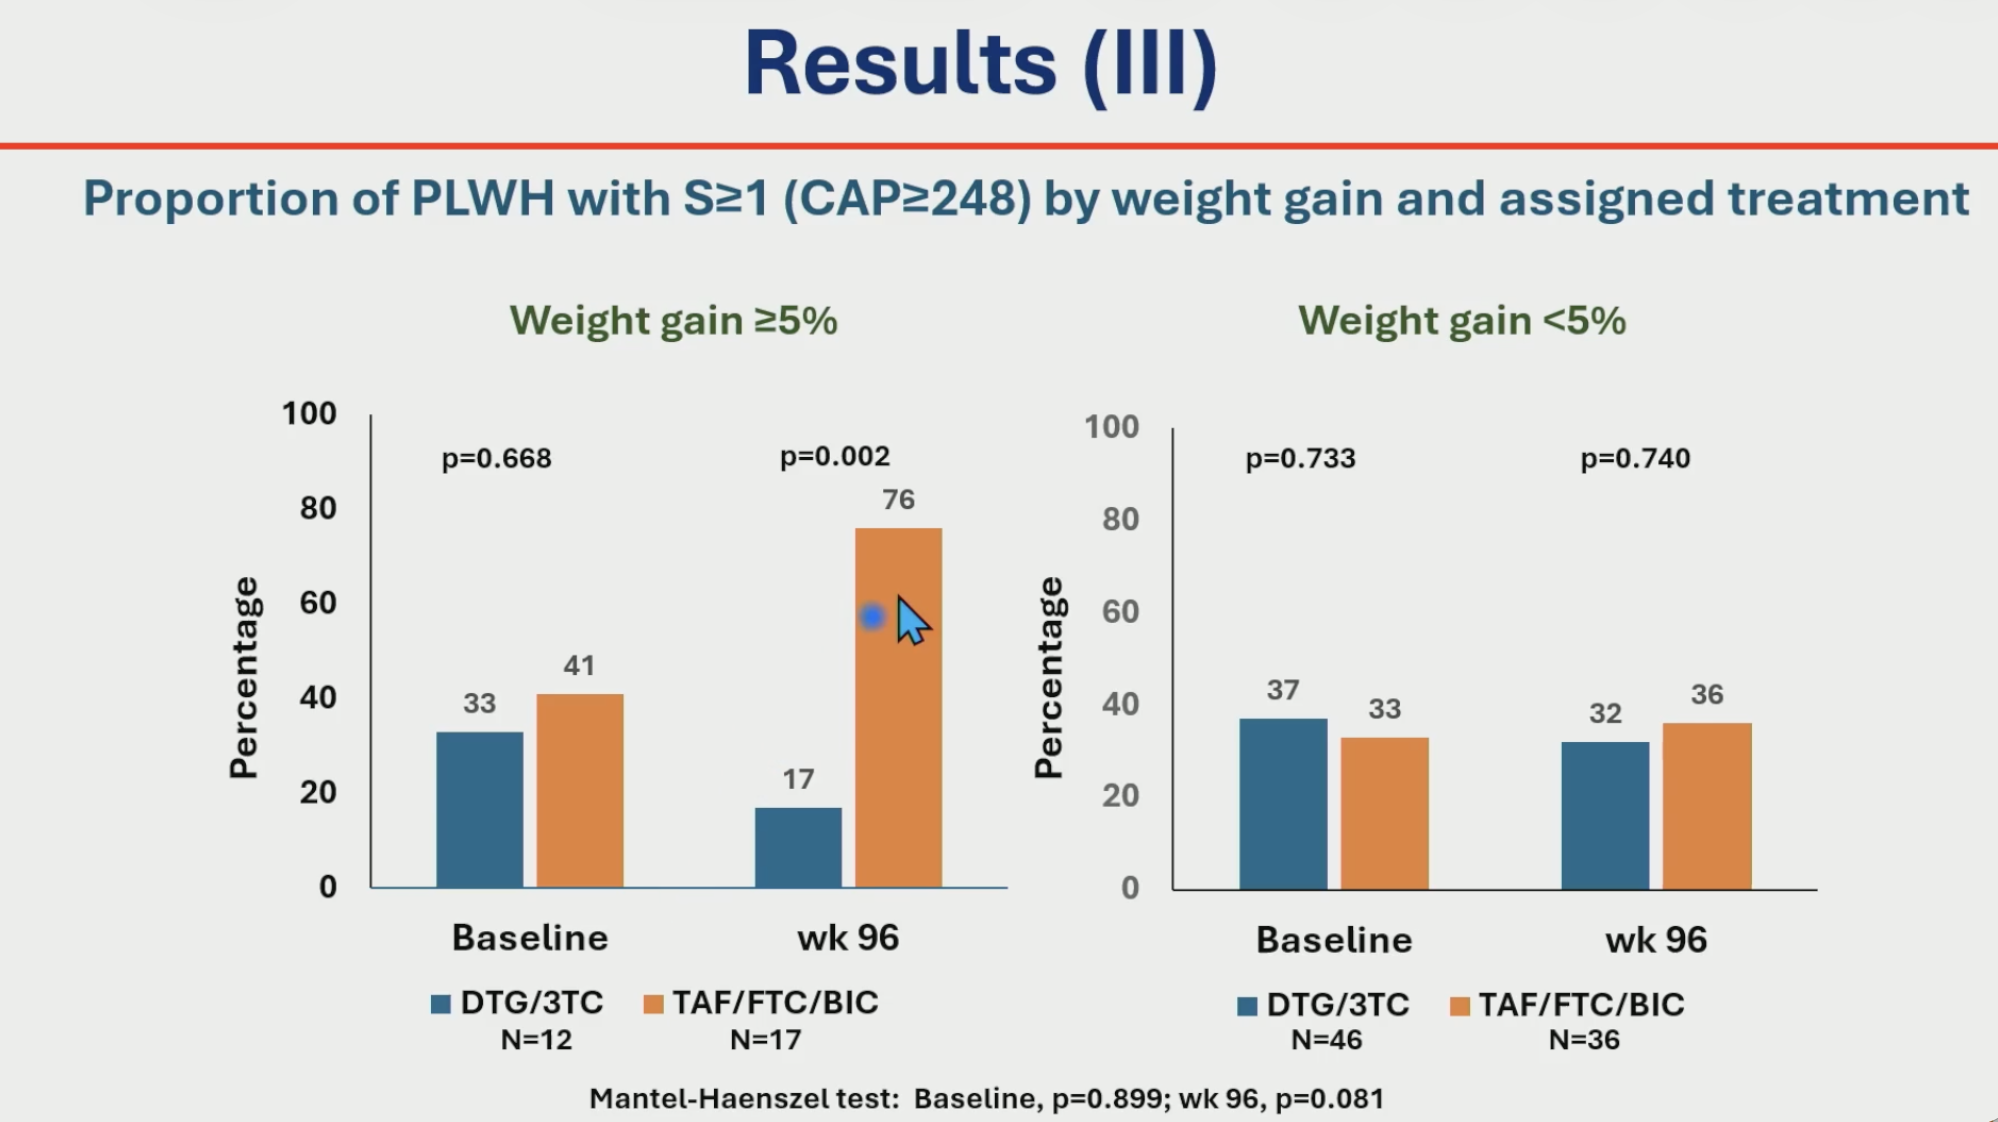 Results (III)
Proportion of PLWH with S≥1 (CAP≥248) by weight gain and assigned treatment
Weight gain ≥5%
Percentage
100
80
60
40
20
0
p=0.668
p=0.002
33
41
17
76
Baseline
wk 96
DTG/3TC
N=12
TAF/FTC/BIC
N=17
Weight gain <5%
Percentage
100
80
60
40
20
0
p=0.733
p=0.740
37
33
32
36
Baseline
wk 96
DTG/3TC
N=46
TAF/FTC/BIC
N=36
Mantel-Haenszel test: Baseline, p=0.899; wk 96, p=0.081